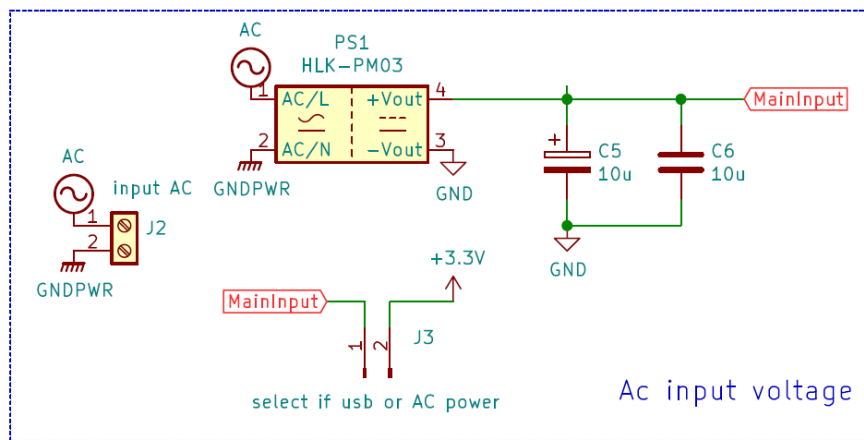 AC
PS1
HLK-PM03
1
AC/L
+Vout
4
MainInput
2
AC/N
-Vout
3
GNDPWR
GND
+
C5
10u
C6
10u
GND
AC
input AC
1
2
J2
GNDPWR
+3.3V
MainInput
1
2
J3
select if usb or AC power
Ac input voltage